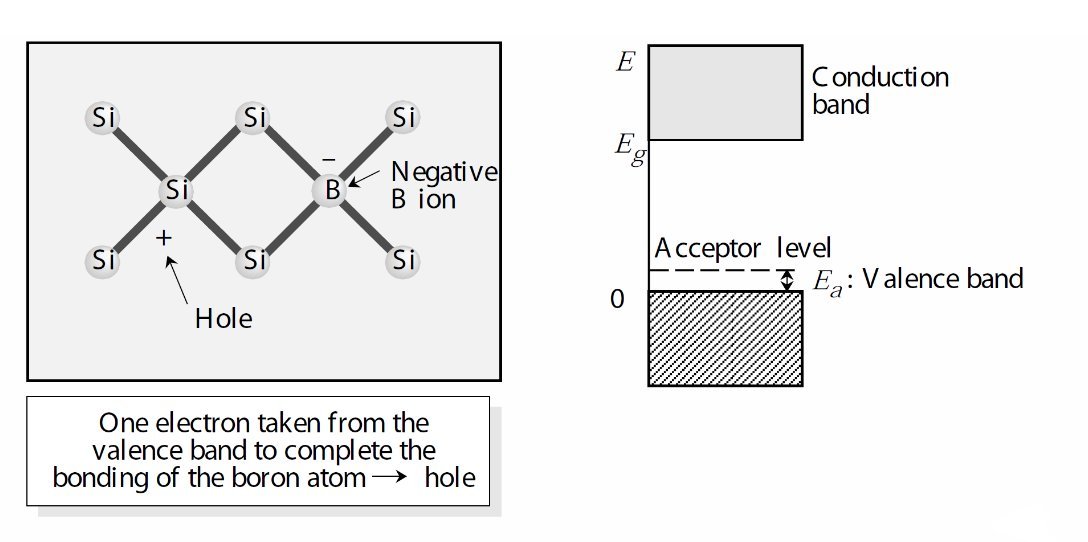 Si
Si
Si
Si
−
B
Negative
B ion
+
Si
Si
Si
Hole
One electron taken from the
valence band to complete the
bonding of the boron atom → hole
E
Conduction
band
Eg
Acceptor level
0
Ea : Valence band